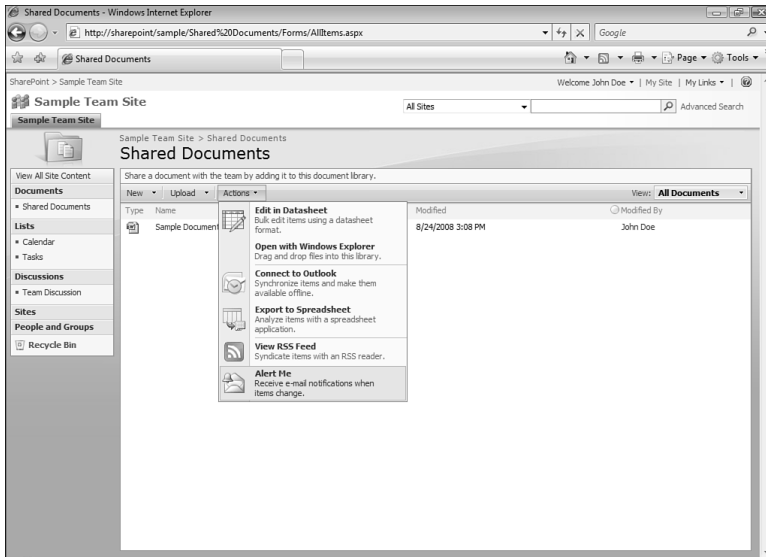 Shared Documents - Windows Internet Explorer
http://sharepoint/sample/Shared%20Documents/Forms/AllItems.aspx
Google
Shared Documents
Page
Tools
SharePoint > Sample Team Site
Welcome John Doe | My Site | My Links |
Sample Team Site
All Sites
Advanced Search
Sample Team Site
Sample Team Site > Shared Documents
Shared Documents
View All Site Content
Share a document with the team by adding it to this document library.
Documents
New Upload Actions
View: All Documents
Shared Documents
Type Name
Modified
Modified By
Sample Document
8/24/2008 3:08 PM
John Doe
Lists
Calendar
Tasks
Discussions
Team Discussion
Sites
People and Groups
Recycle Bin
Edit in Datasheet
Bulk edit items using a datasheet
format.
Open with Windows Explorer
Drag and drop files into this library.
Connect to Outlook
Synchronize items and make them
available offline.
Export to Spreadsheet
Analyze items with a spreadsheet
application.
View RSS Feed
Syndicate items with an RSS reader.
Alert Me
Receive e-mail notifications when
items change.